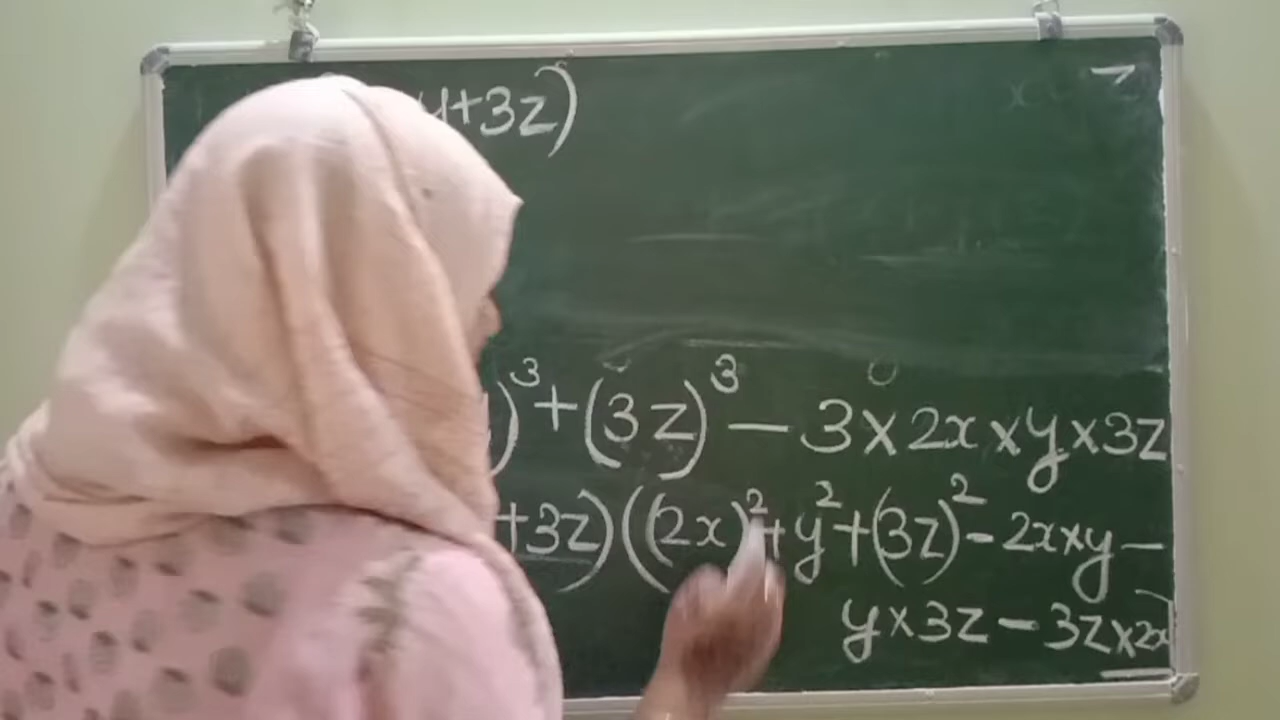 y+3z)
)³+(3z)³-3×2x×y×3z
+3z)((2x)²+y²+(3z)²-2x×y-
y×3z-3z×2x